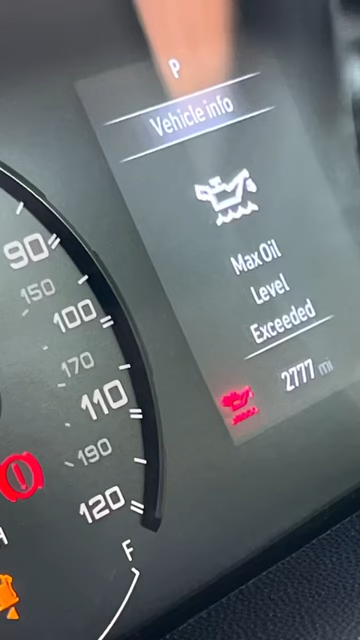 P
Vehicle info
Max Oil
Level
Exceeded
2777 mi
90
150
100
170
110
190
120
F